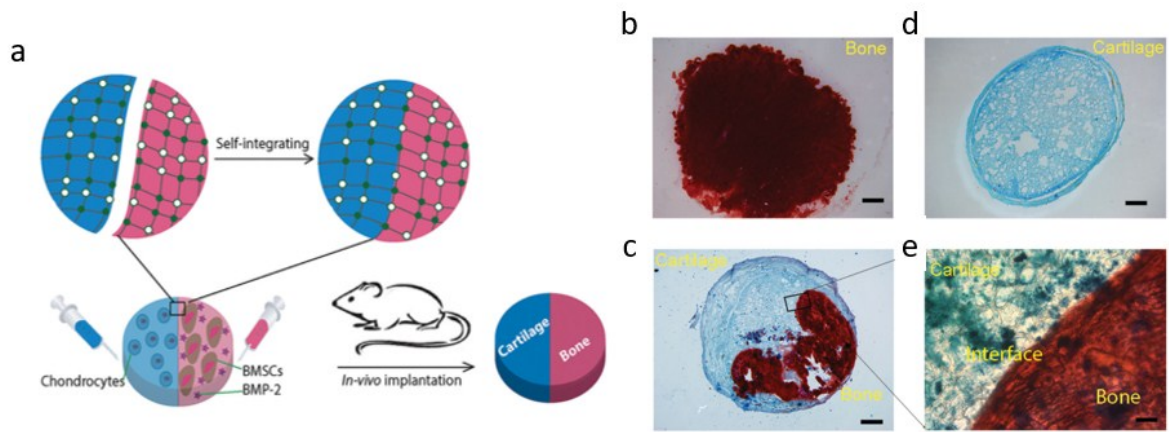 a
Self-integrating
Chondrocytes
BMSCs
BMP-2
In-vivo implantation
Cartilage
Bone
b
Bone
d
Cartilage
c
Cartilage
Bone
e
Cartilage
Interface
Bone